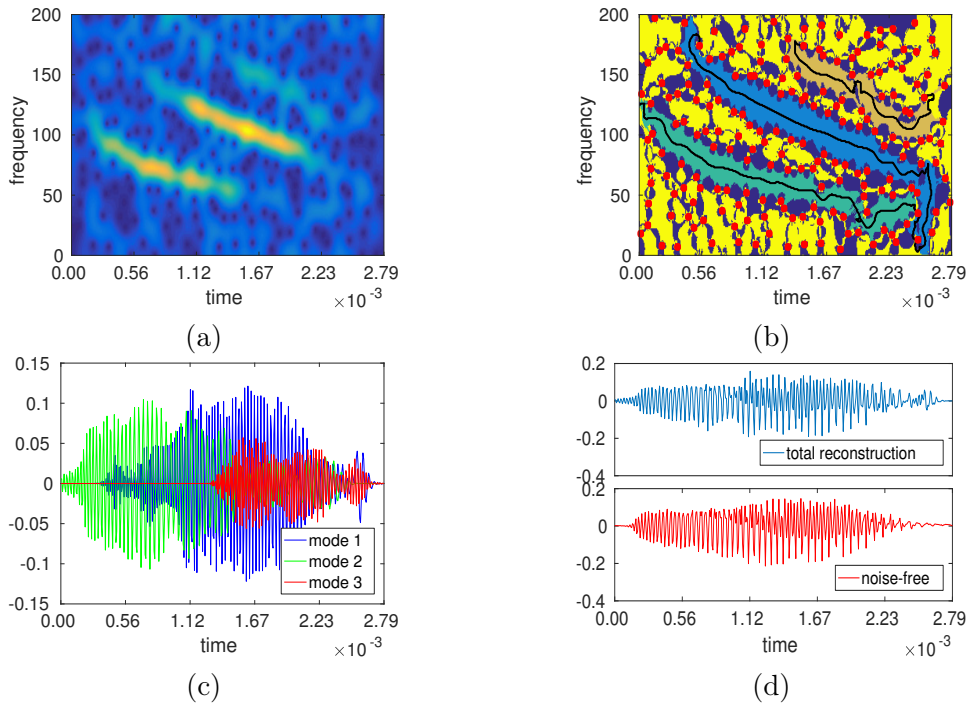 200
150
100
50
0
frequency
0.00 0.56 1.12 1.67 2.23 2.79
time
×10⁻³
(a)
200
150
100
50
0
frequency
0.00 0.56 1.12 1.67 2.23 2.79
time
×10⁻³
(b)
0.15
0.1
0.05
0
-0.05
-0.1
-0.15
mode 1
mode 2
mode 3
0.00 0.56 1.12 1.67 2.23 2.79
time
×10⁻³
(c)
0.2
0
-0.2
-0.4
total reconstruction
0.2
0
-0.2
-0.4
noise-free
0.00 0.56 1.12 1.67 2.23 2.79
time
×10⁻³
(d)